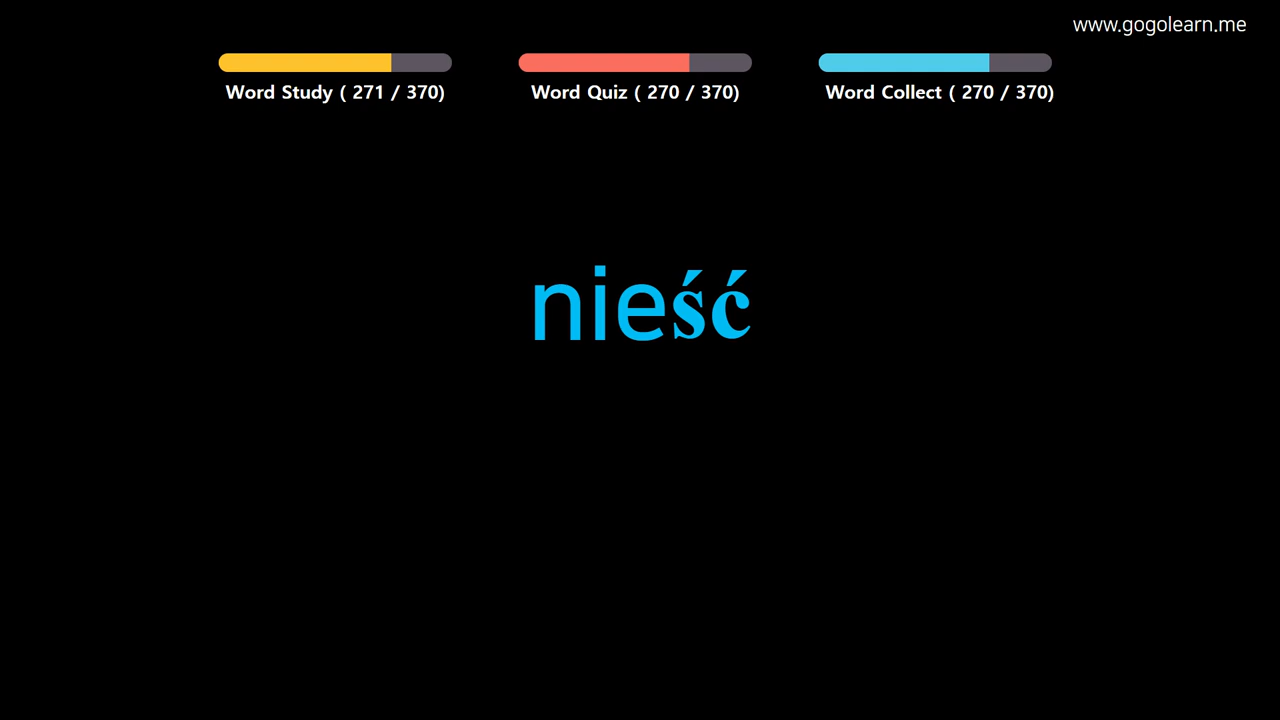 www.gogolearn.me
Word Study ( 271 / 370)
Word Quiz ( 270 / 370)
Word Collect ( 270 / 370)
nieść